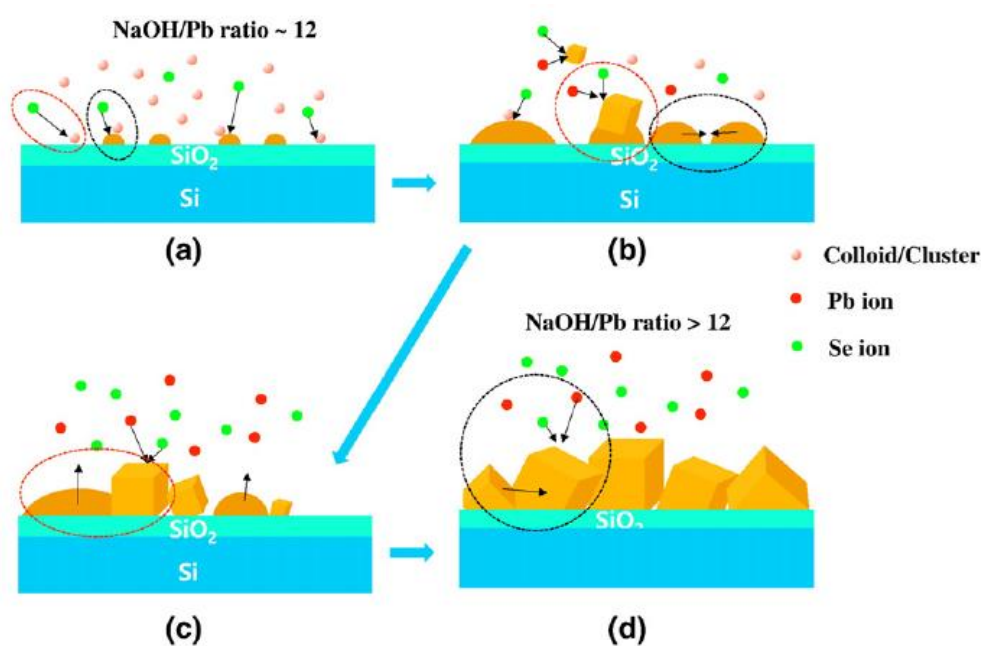 NaOH/Pb ratio ~ 12
SiO2
Si
(a)
SiO2
Si
(b)
Colloid/Cluster
Pb ion
Se ion
NaOH/Pb ratio > 12
SiO2
Si
(c)
SiO2
(d)